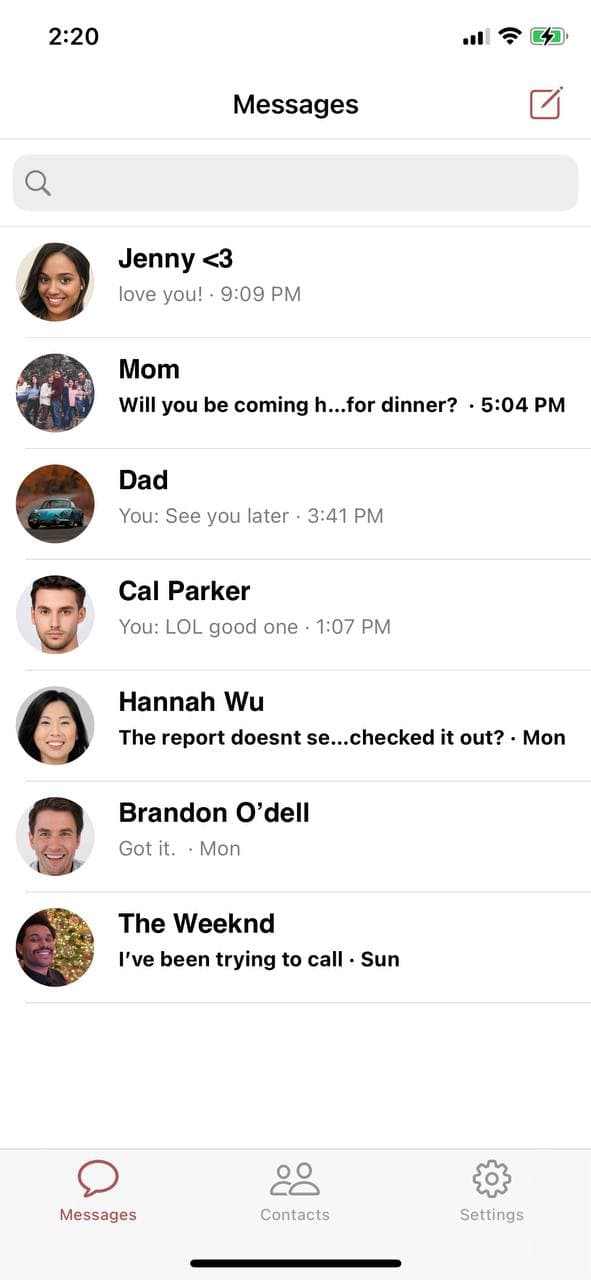 2:20
Messages
Jenny <3
love you! · 9:09 PM
Mom
Will you be coming h...for dinner? · 5:04 PM
Dad
You: See you later · 3:41 PM
Cal Parker
You: LOL good one · 1:07 PM
Hannah Wu
The report doesnt se...checked it out? · Mon
Brandon O’dell
Got it. · Mon
The Weeknd
I’ve been trying to call · Sun
Messages Contacts Settings